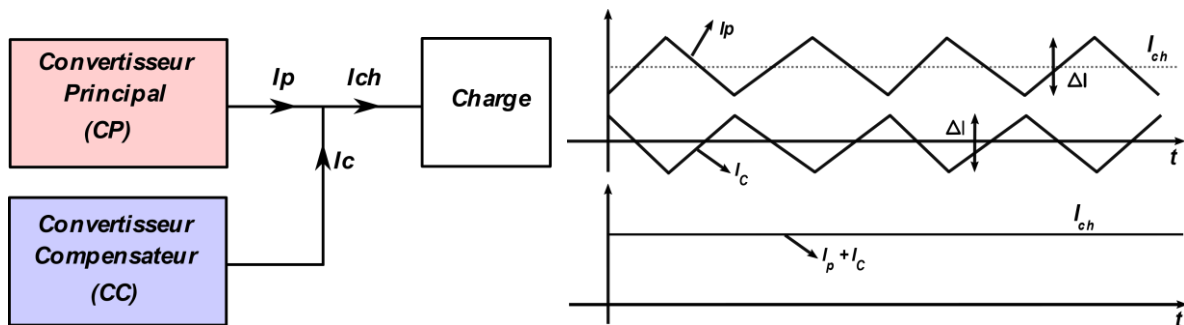 Convertisseur
Principal
(CP)
Ip
Ich
Charge
Ic
Convertisseur
Compensateur
(CC)
Ip
Ich
ΔI
ΔI
t
IC
Ich
Ip + IC
t